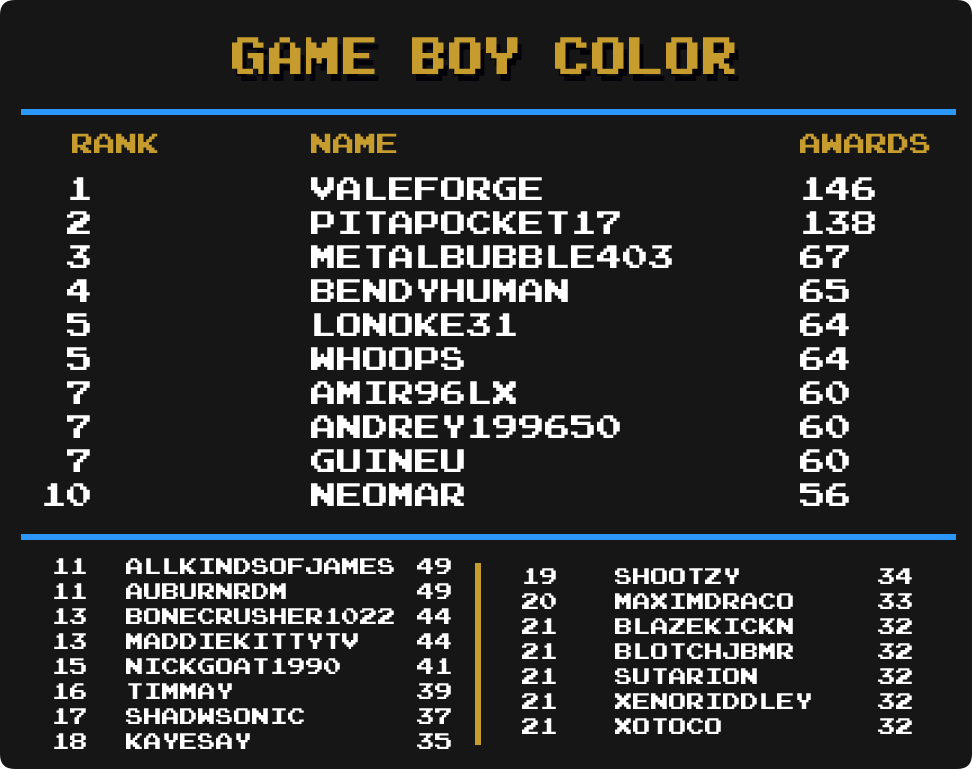 GAME BOY COLOR
RANK NAME AWARDS
1 VALEFORGE 146
2 PITAPOCKET17 138
3 METALBUBBLE403 67
4 BENDYHUMAN 65
5 LONOKE31 64
5 WHOOPS 64
7 AMIR96LX 60
7 ANDREY199650 60
7 GUINEU 60
10 NEOMAR 56
11 ALLKINDSOFJAMES 49
11 AUBURNRDM 49
13 BONECRUSHER1022 44
13 MADDIEKITTYTV 44
15 NICKGOAT1990 41
16 TIMMAY 39
17 SHADWSONIC 37
18 KAYESAY 35
19 SHOOTZY 34
20 MAXIMDRACO 33
21 BLAZEKICKN 32
21 BLOTCHJBMR 32
21 SUTARION 32
21 XENORIDDLEY 32
21 XOTOCO 32